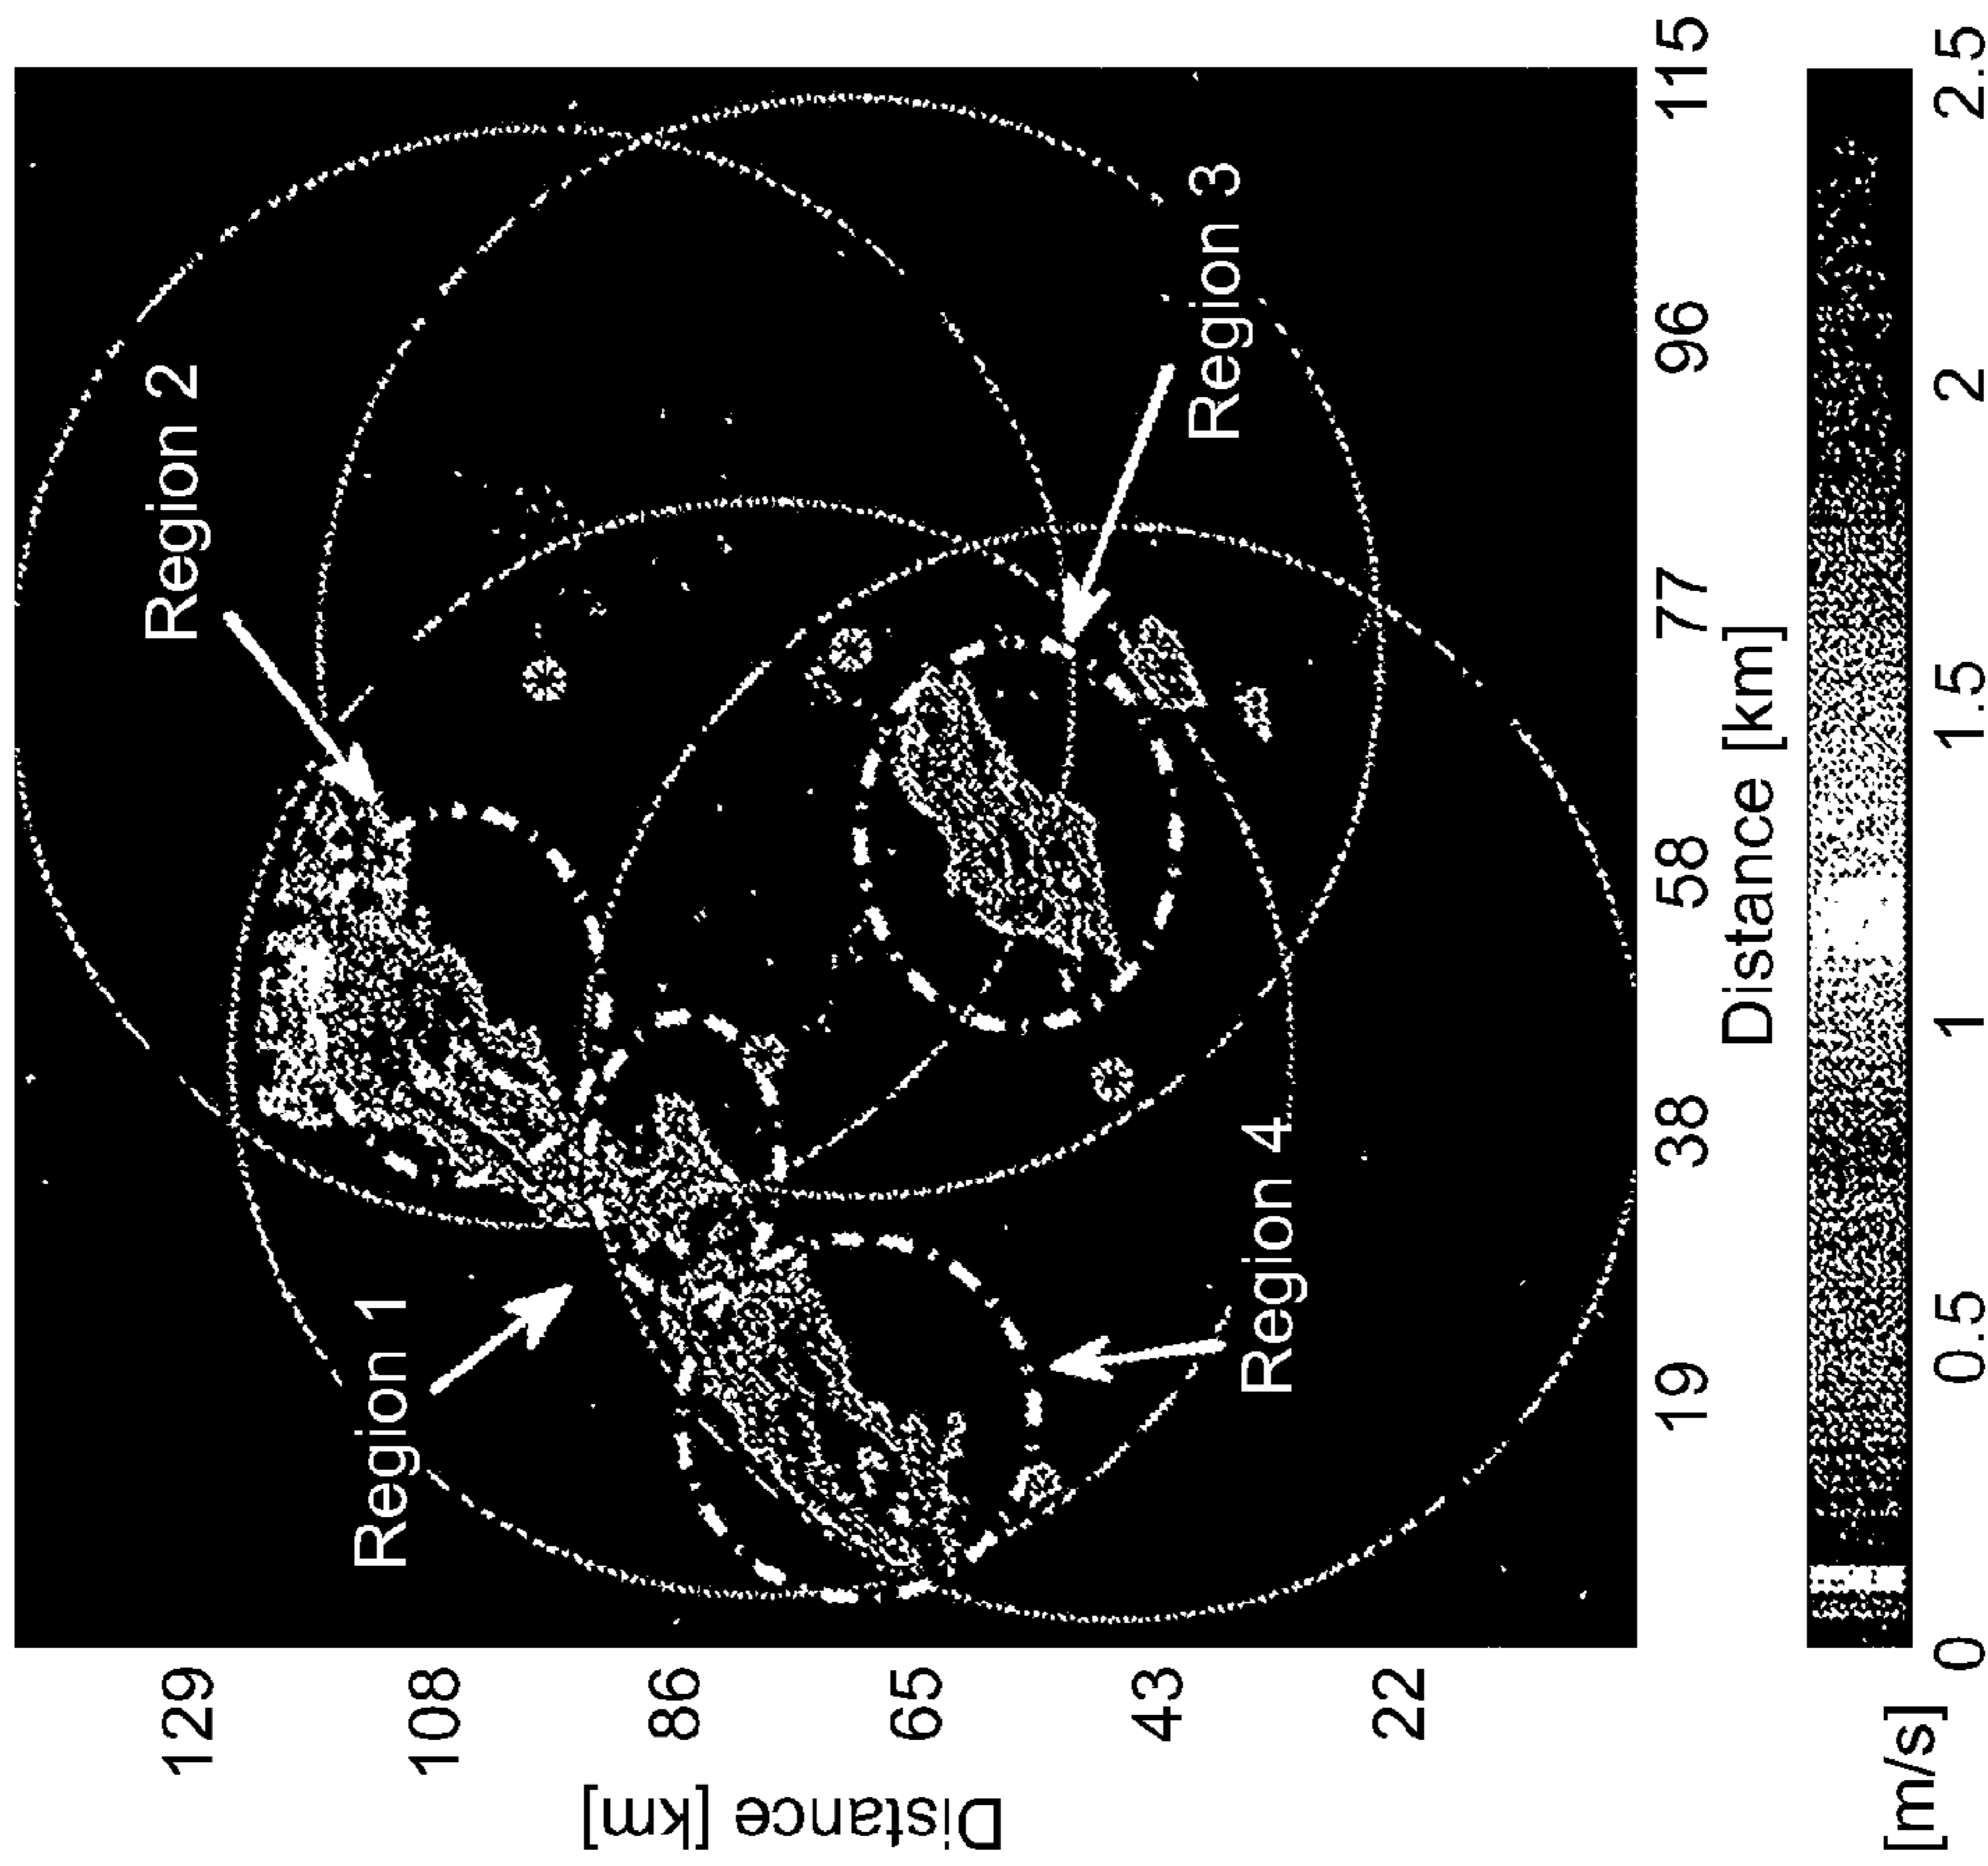 Region 1
Region 2
Region 3
Region 4
129
108
86
65
43
22
Distance [km]
19
38
58
77
96
115
Distance [km]
[m/s]
0
0.5
1
1.5
2
2.5